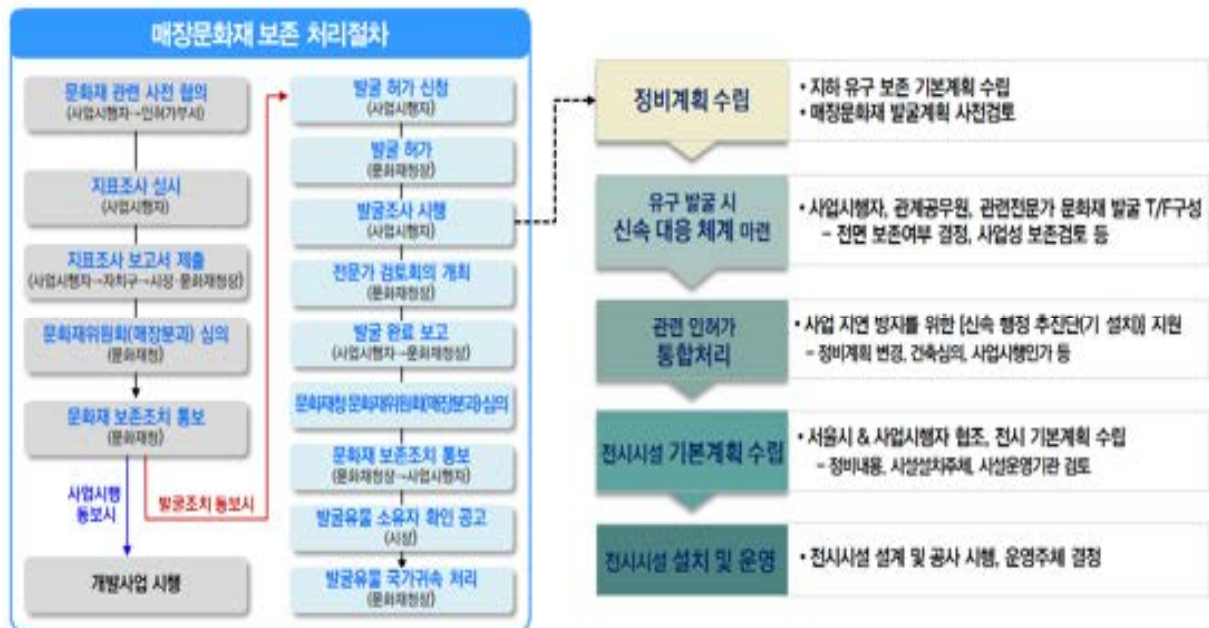 매장문화재 보존 처리절차
문화재 관련 사전 협의
(사업시행자→인허가부서)
지표조사 실시
(사업시행자)
지표조사 보고서 제출
(사업시행자→자치구→시장·문화재청장)
문화재위원회(매장분과) 심의
(문화재청)
문화재 보존조치 통보
(문화재청)
사업시행
통보시
발굴조치 통보시
개발사업 시행
발굴 허가 신청
(사업시행자)
발굴 허가
(문화재청장)
발굴조사 시행
(사업시행자)
전문가 검토회의 개최
(문화재청장)
발굴 완료 보고
(사업시행자→문화재청장)
문화재청 문화재위원회(매장분과) 심의
문화재 보존조치 통보
(문화재청장→사업시행자)
발굴유물 소유자 확인 공고
(시장)
발굴유물 국가귀속 처리
(문화재청장)
정비계획 수립
• 지하 유구 보존 기본계획 수립
• 매장문화재 발굴계획 사전검토
유구 발굴 시
신속 대응 체계 마련
• 사업시행자, 관계공무원, 관련전문가 문화재 발굴 T/F구성
- 전면 보존여부 결정, 사업성 보존검토 등
관련 인허가
통합처리
• 사업 지연 방지를 위한 [신속 행정 추진단(기 설치)] 지원
- 정비계획 변경, 건축심의, 사업시행인가 등
전시시설 기본계획 수립
• 서울시 & 사업시행자 협조, 전시 기본계획 수립
- 정비내용, 시설설치주체, 시설운영기관 검토
전시시설 설치 및 운영
• 전시시설 설계 및 공사 시행, 운영주체 결정